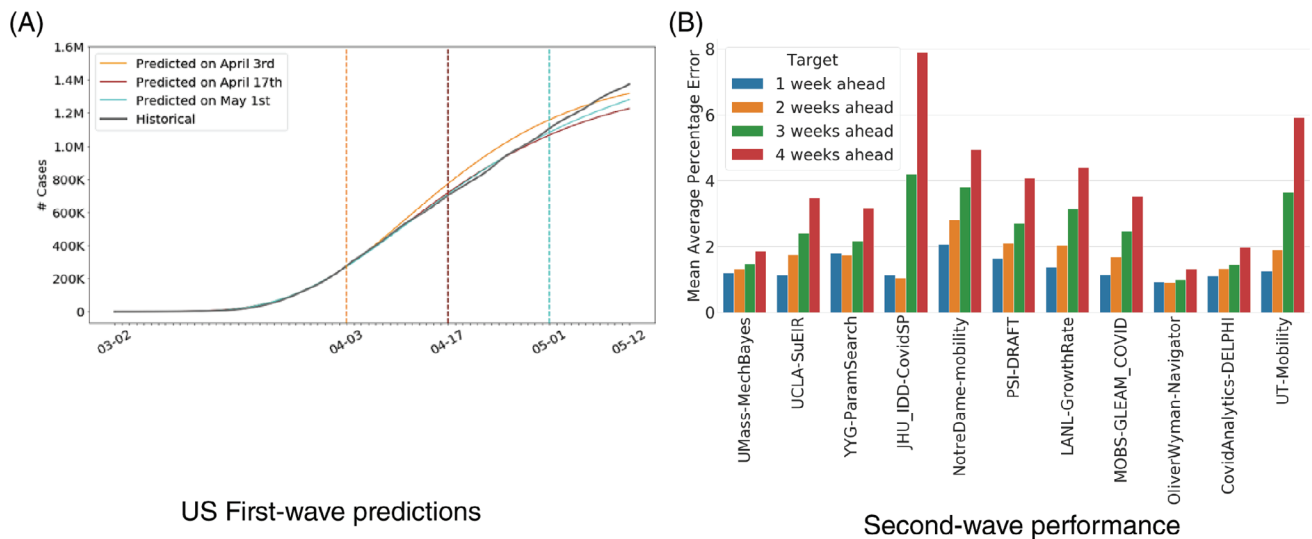 (A)
1.6M
1.4M
1.2M
1.0M
800K
600K
400K
200K
0
# Cases
Predicted on April 3rd
Predicted on April 17th
Predicted on May 1st
Historical
03-02
04-03
04-17
05-01
05-12
US First-wave predictions
(B)
8
6
4
2
0
Mean Average Percentage Error
Target
1 week ahead
2 weeks ahead
3 weeks ahead
4 weeks ahead
UMass-MechBayes
UCLA-SuEIR
YYG-ParamSearch
JHU_IDD-CovidSP
NotreDame-mobility
PSI-DRAFT
LANL-GrowthRate
MOBS-GLEAM_COVID
OliverWyman-Navigator
CovidAnalytics-DELPHI
UT-Mobility
Second-wave performance